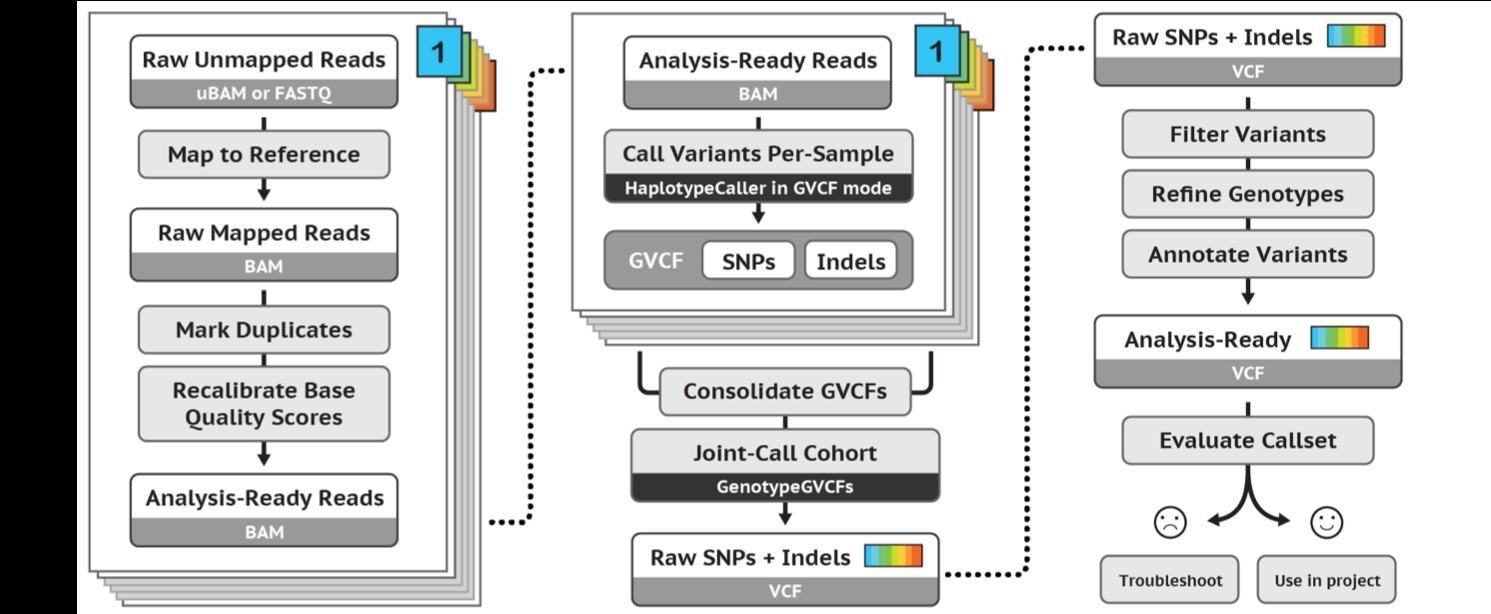 1
Raw Unmapped Reads
uBAM or FASTQ
Map to Reference
Raw Mapped Reads
BAM
Mark Duplicates
Recalibrate Base
Quality Scores
Analysis-Ready Reads
BAM
1
Analysis-Ready Reads
BAM
Call Variants Per-Sample
HaplotypeCaller in GVCF mode
GVCF SNPs Indels
Consolidate GVCFs
Joint-Call Cohort
GenotypeGVCFs
Raw SNPs + Indels
VCF
Raw SNPs + Indels
VCF
Filter Variants
Refine Genotypes
Annotate Variants
Analysis-Ready
VCF
Evaluate Callset
Troubleshoot
Use in project